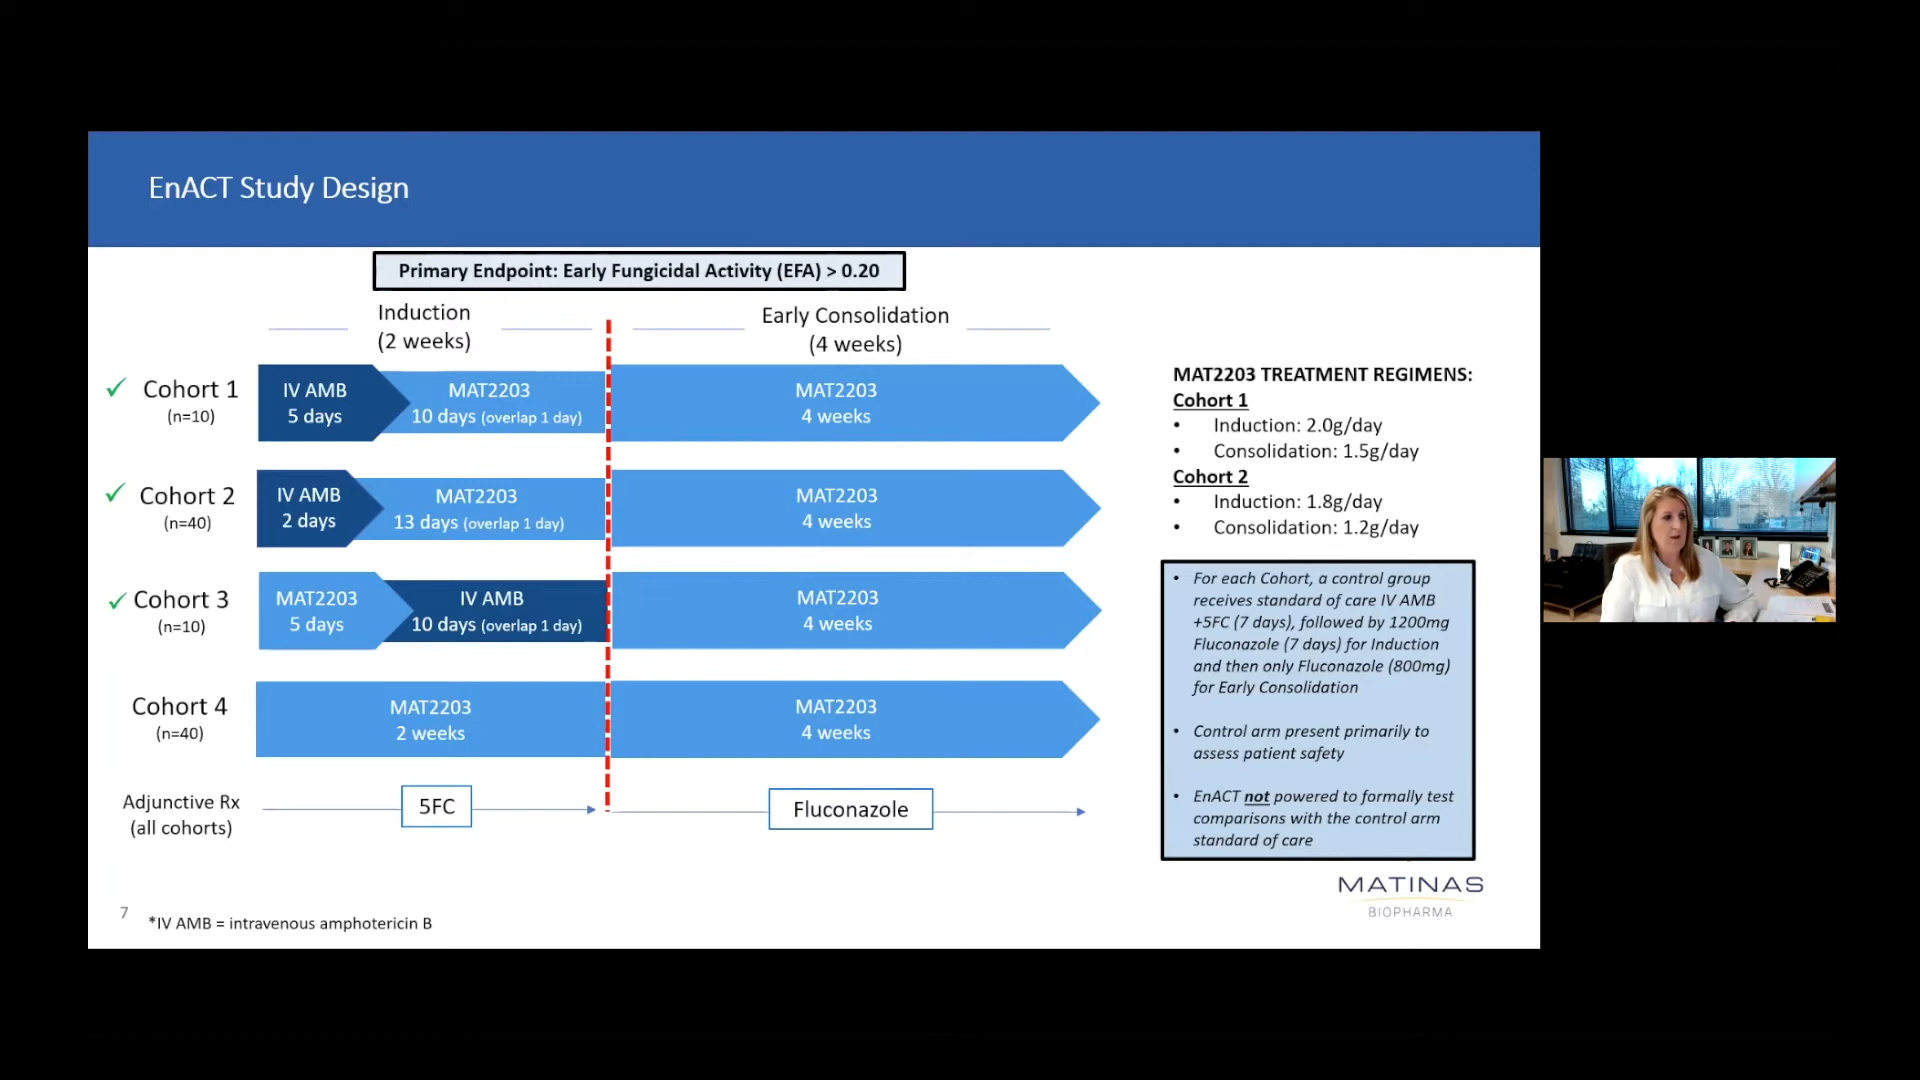 EnACT Study Design
Primary Endpoint: Early Fungicidal Activity (EFA) > 0.20
Induction
(2 weeks)
Early Consolidation
(4 weeks)
✓ Cohort 1
(n=10)
IV AMB
5 days
MAT2203
10 days (overlap 1 day)
MAT2203
4 weeks
✓ Cohort 2
(n=40)
IV AMB
2 days
MAT2203
13 days (overlap 1 day)
MAT2203
4 weeks
✓ Cohort 3
(n=10)
MAT2203
5 days
IV AMB
10 days (overlap 1 day)
MAT2203
4 weeks
Cohort 4
(n=40)
MAT2203
2 weeks
MAT2203
4 weeks
Adjunctive Rx
(all cohorts)
5FC
Fluconazole
MAT2203 TREATMENT REGIMENS:
Cohort 1
• Induction: 2.0g/day
• Consolidation: 1.5g/day
Cohort 2
• Induction: 1.8g/day
• Consolidation: 1.2g/day
• For each Cohort, a control group
receives standard of care IV AMB
+5FC (7 days), followed by 1200mg
Fluconazole (7 days) for Induction
and then only Fluconazole (800mg)
for Early Consolidation
• Control arm present primarily to
assess patient safety
• EnACT not powered to formally test
comparisons with the control arm
standard of care
MATINAS
BIOPHARMA
7
*IV AMB = intravenous amphotericin B